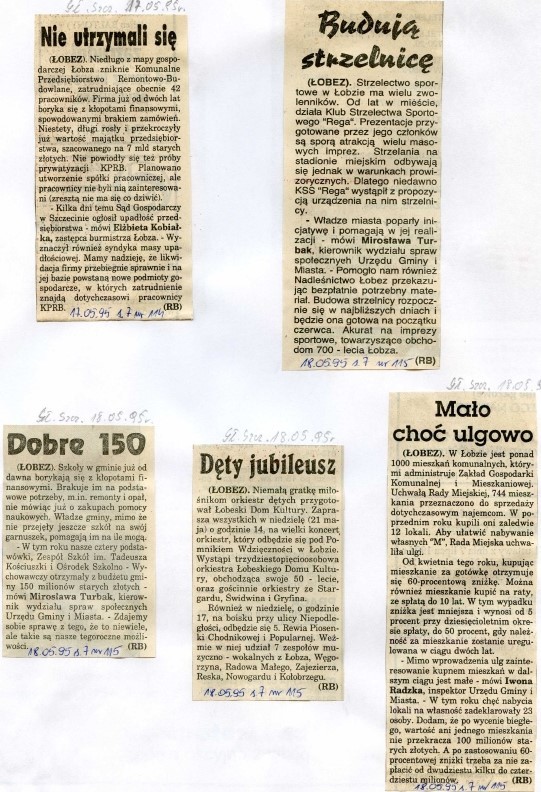 Gł. Szcz. 17.05.95r.
Nie utrzymali się
(ŁOBEZ). Niedługo z mapy gospo-
darczej Łobza zniknie Komunalne
Przedsiębiorstwo Remontowo-Bu-
dowlane, zatrudniające obecnie 42
pracowników. Firma już od dwóch lat
boryka się z kłopotami finansowymi,
spowodowanymi brakiem zamówień.
Niestety, długi rosły i przekroczyły
już wartość majątku przedsiębior-
stwa, szacowanego na 7 mld starych
złotych. Nie powiodły się też próby
prywatyzacji KPRB. Planowano
utworzenie spółki pracowniczej, ale
pracownicy nie byli nią zainteresowa-
ni (zresztą nie ma się co dziwić).
- Kilka dni temu Sąd Gospodarczy
w Szczecinie ogłosił upadłość przed-
siębiorstwa - mówi Elżbieta Kobiał-
ka, zastępca burmistrza Łobza. - Wy-
znaczył również syndyka masy upa-
dłościowej. Mamy nadzieję, że likwi-
dacja firmy przebiegnie sprawnie i na
jej bazie powstaną nowe podmioty go-
spodarcze, w których zatrudnienie
znajdą dotychczasowi pracownicy
KPRB. (RB)
17.05.95 s.7 nr 114
Budują
strzelnicę
(ŁOBEZ). Strzelectwo spor-
towe w Łobzie ma wielu zwo-
lenników. Od lat w mieście,
działa Klub Strzelectwa Sportowe-
wego "Rega". Prezentacje przy-
gotowane przez jego członków
są sporą atrakcją wielu maso-
wych imprez. Strzelania na
stadionie miejskim odbywają
się jednak w warunkach prowi-
zorycznych. Dlatego niedawno
KSS "Rega" wystąpił z propozy-
cją urządzenia na nim strzelni-
cy.
- Władze miasta poparły ini-
cjatywę i pomagają w jej reali-
zacji - mówi Mirosława Tur-
bak, kierownik wydziału spraw
społecznych Urzędu Gminy i
Miasta. - Pomogło nam również
Nadleśnictwo Łobez przekazu-
jąc bezpłatnie potrzebny mate-
riał. Budowa strzelnicy rozpocz-
nie się w najbliższych dniach i
będzie ona gotowa na początku
czerwca. Akurat na imprezy
sportowe, towarzyszące obcho-
dom 700 - lecia Łobza.
(RB)
18.05.95 s.7 nr 115
Gł. Szcz. 18.05.95r.
Dobre 150
(ŁOBEZ). Szkoły w gminie już od
dawna borykają się z kłopotami fi-
nansowymi. Brakuje im na podsta-
wowe potrzeby, m.in. remonty i opał,
nie mówiąc już o zakupach pomocy
naukowych. Władze gminy, mimo że
nie przejęły jeszcze szkół na swój
garnuszek, pomagają im na ile mogą.
- W tym roku nasze cztery podsta-
wówki, Zespół Szkół im. Tadeusza
Kościuszki i Ośrodek Szkolno - Wy-
chowawczy otrzymały z budżetu gmi-
ny 150 milionów starych złotych -
mówi Mirosława Turbak, kierow-
nik wydziału spraw społecznych
Urzędu Gminy i Miasta. - Zdajemy
sobie sprawę z tego, że to niewiele,
ale takie są nasze tegoroczne możli-
wości. (RB)
18.05.95 s.7 nr 115
Gł. Szcz. 18.05.95r.
Dęty jubileusz
(ŁOBEZ). Niemałą gratkę miło-
śnikom orkiestr dętych przygoto-
wał Łobeski Dom Kultury. Zapra-
sza wszystkich w niedzielę (21 ma-
ja) o godzinie 14, na wielki koncert
orkiestr, który odbędzie się pod Po-
mnikiem Wdzięczności w Łobzie.
Wystąpi trzydziestopięcioosobowa
orkiestra Łobeskiego Domu Kultu-
ry, obchodząca swoje 50 - lecie,
oraz gościnnie orkiestry ze Star-
gardu, Świdwina i Gryfina.
Również w niedzielę, o godzinie
17, na boisku przy ulicy Niepodle-
głości, odbędzie się 5. Rewia Piosen-
ki Chodnikowej i Popularnej. Weź-
mie w niej udział 7 zespołów mu-
zyczno - wokalnych z Łobza, Węgo-
rzyna, Radowa Małego, Zajezierza,
Reska, Nowogardu i Kołobrzegu.
(RB)
18.05.95 s.7 nr 115
Gł. Szcz. 18.05.9
Mało
choć ulgowo
(ŁOBEZ). W Łobzie jest ponad
1000 mieszkań komunalnych, który-
mi administruje Zakład Gospodarki
Komunalnej i Mieszkaniowej.
Uchwałą Rady Miejskiej, 744 miesz-
kania przeznaczono do sprzedaży
dotychczasowym najemcom. W po-
przednim roku kupili oni zaledwie
12 lokali. Aby ułatwić nabywanie
własnych "M", Rada Miejska uchwa-
liła ulgi.
Od kwietnia tego roku, kupując
mieszkanie za gotówkę otrzymuje
się 60-procentową zniżkę. Można
również mieszkanie kupić na raty,
ze spłatą do 10 lat. W tym wypadku
zniżka jest mniejsza i wynosi od 5
procent przy dziesięcioletnim okre-
sie spłaty, do 50 procent, gdy należ-
ność za mieszkanie zostanie uregu-
lowana w ciągu dwóch lat.
- Mimo wprowadzenia ulg zainte-
resowanie kupnem mieszkań w dal-
szym ciągu jest małe - mówi Iwona
Radzka, inspektor Urzędu Gminy i
Miasta. - W tym roku chęć nabycia
lokali na własność zadeklarowały 23
osoby. Dodam, że po wycenie biegłe-
go, wartość ani jednego mieszkania
nie przekracza 100 milionów sta-
rych złotych. A po zastosowaniu 60-
procentowej zniżki trzeba za nie za-
płacić od dwudziestu kilku do czter-
dziestu milionów. (RB)
18.05.95 s.7 nr 115